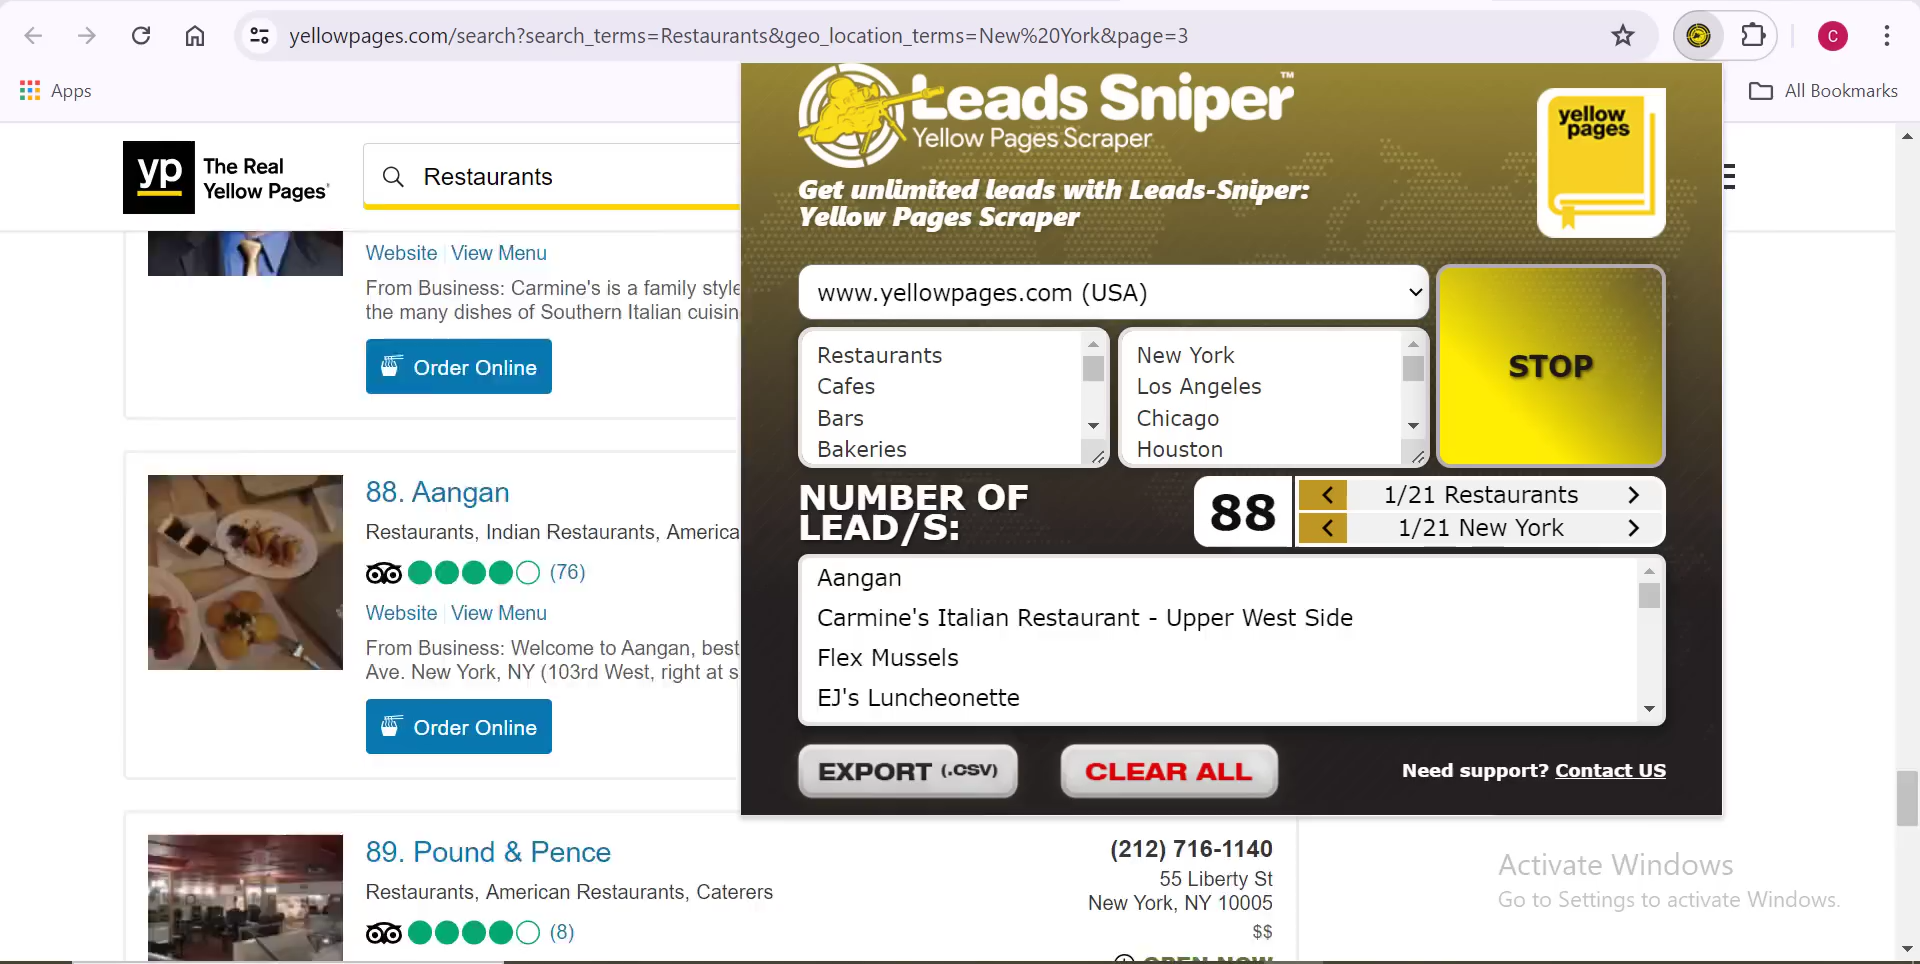 yellowpages.com/search?search_terms=Restaurants&geo_location_terms=New%20York&page=3
C
Apps
All Bookmarks
yp
The Real
Yellow Pages®
Restaurants
Website View Menu
From Business: Carmine's is a family style
the many dishes of Southern Italian cuisin
Order Online
88. Aangan
Restaurants, Indian Restaurants, America
(76)
Website View Menu
From Business: Welcome to Aangan, best
Ave. New York, NY (103rd West, right at s
Order Online
89. Pound & Pence
Restaurants, American Restaurants, Caterers
(8)
(212) 716-1140
55 Liberty St
New York, NY 10005
$$
OPEN NOW
Leads Sniper™
Yellow Pages Scraper
yellow
pages
Get unlimited leads with Leads-Sniper:
Yellow Pages Scraper
www.yellowpages.com (USA)
Restaurants
Cafes
Bars
Bakeries
New York
Los Angeles
Chicago
Houston
STOP
NUMBER OF
LEAD/S:
88
< 1/21 Restaurants >
< 1/21 New York >
Aangan
Carmine's Italian Restaurant - Upper West Side
Flex Mussels
EJ's Luncheonette
EXPORT (.CSV)
CLEAR ALL
Need support? Contact US
Activate Windows
Go to Settings to activate Windows.